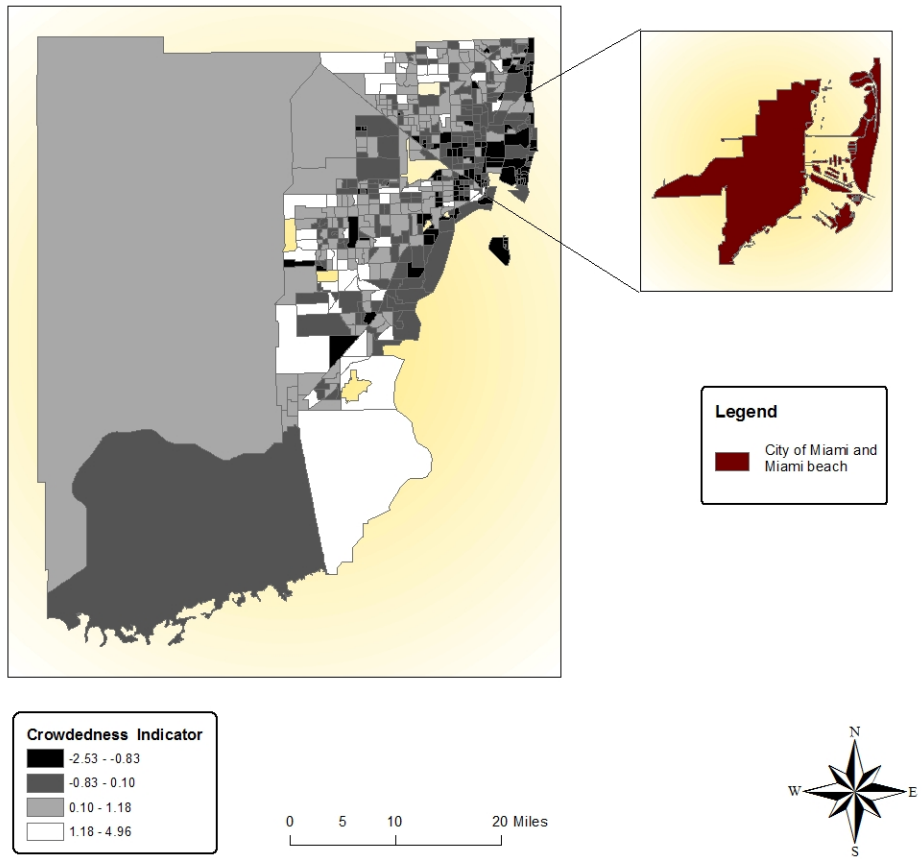 Legend
City of Miami and
Miami beach
Crowdedness Indicator
-2.53 - -0.83
-0.83 - 0.10
0.10 - 1.18
1.18 - 4.96
0 5 10 20 Miles
N
W E
S